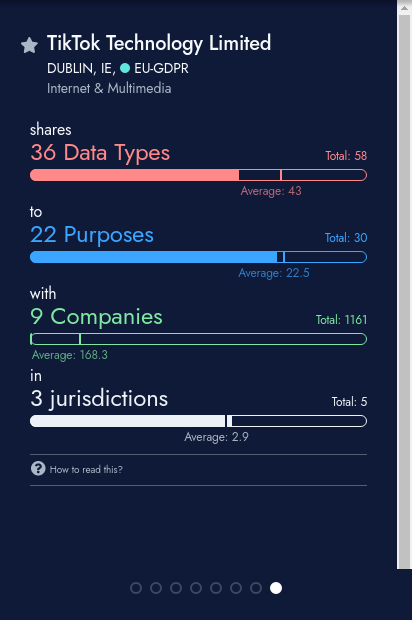 TikTok Technology Limited
DUBLIN, IE, EU-GDPR
Internet & Multimedia
shares
36 Data Types Total: 58
Average: 43
to
22 Purposes Total: 30
Average: 22.5
with
9 Companies Total: 1161
Average: 168.3
in
3 jurisdictions Total: 5
Average: 2.9
? How to read this?